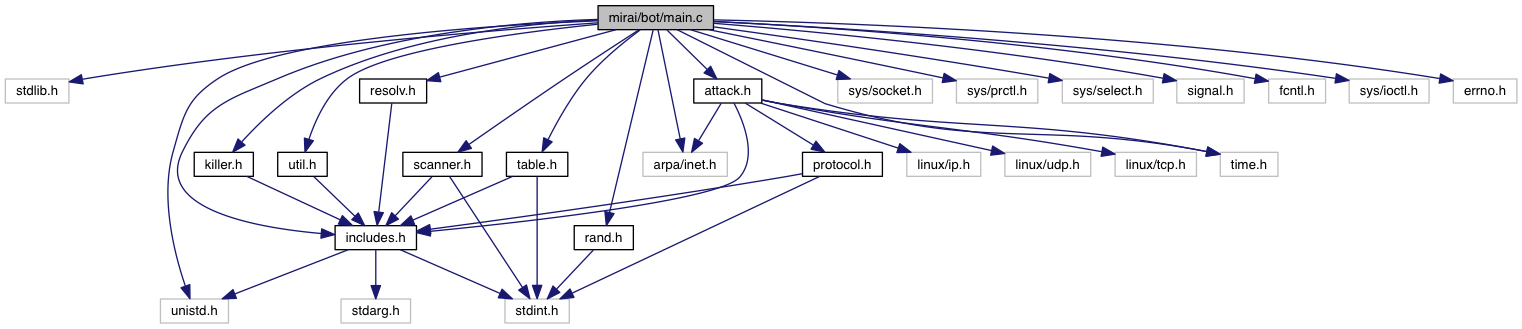 mirai/bot/main.c
stdlib.h
resolv.h
attack.h
sys/socket.h
sys/prctl.h
sys/select.h
signal.h
fcntl.h
sys/ioctl.h
errno.h
killer.h
util.h
scanner.h
table.h
arpa/inet.h
protocol.h
linux/ip.h
linux/udp.h
linux/tcp.h
time.h
includes.h
rand.h
unistd.h
stdarg.h
stdint.h